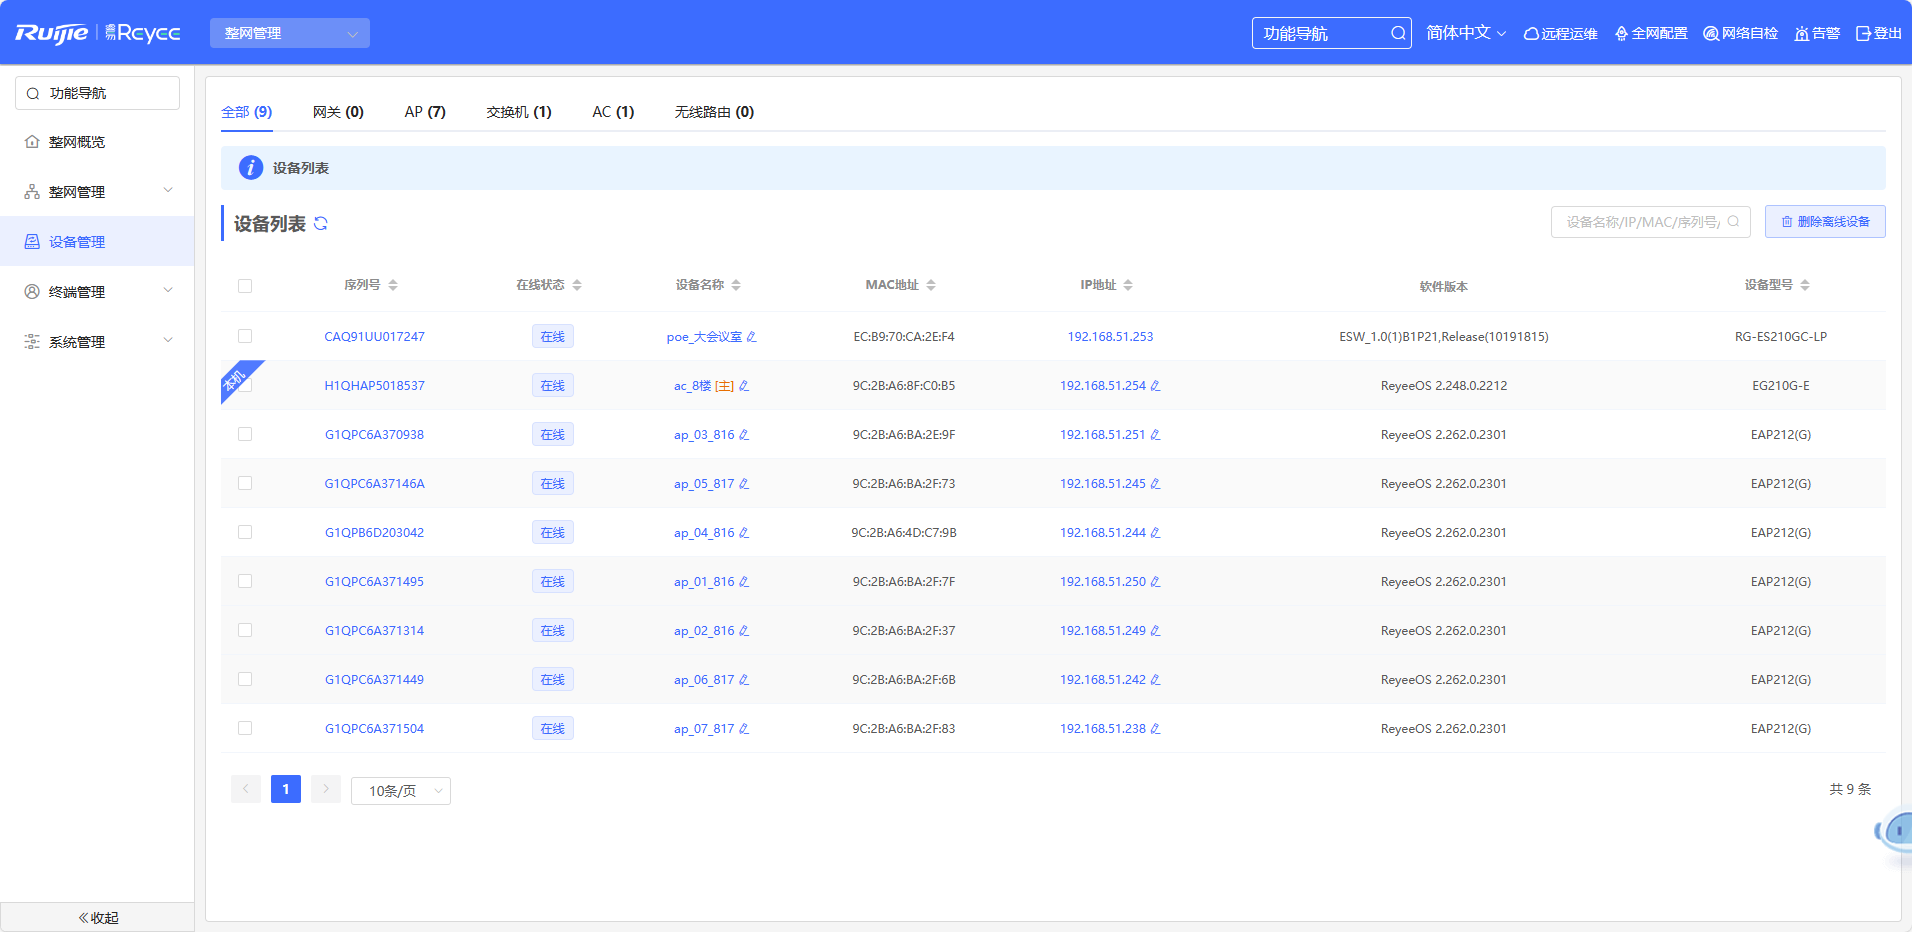 Ruijie | 睿易 Reyee
整网管理
功能导航
简体中文
远程运维
全网配置
网络自检
告警
登出
功能导航
整网概览
整网管理
设备管理
终端管理
系统管理
收起
全部 (9) 网关 (0) AP (7) 交换机 (1) AC (1) 无线路由 (0)
设备列表
设备列表
设备名称/IP/MAC/序列号/
删除离线设备
序列号 在线状态 设备名称 MAC地址 IP地址 软件版本 设备型号
CAQ91UU017247 在线 poe_大会议室 EC:B9:70:CA:2E:F4 192.168.51.253 ESW_1.0(1)B1P21,Release(10191815) RG-ES210GC-LP
本机 H1QHAP5018537 在线 ac_8楼 [主] 9C:2B:A6:8F:C0:B5 192.168.51.254 ReyeeOS 2.248.0.2212 EG210G-E
G1QPC6A370938 在线 ap_03_816 9C:2B:A6:BA:2E:9F 192.168.51.251 ReyeeOS 2.262.0.2301 EAP212(G)
G1QPC6A37146A 在线 ap_05_817 9C:2B:A6:BA:2F:73 192.168.51.245 ReyeeOS 2.262.0.2301 EAP212(G)
G1QPB6D203042 在线 ap_04_816 9C:2B:A6:4D:C7:9B 192.168.51.244 ReyeeOS 2.262.0.2301 EAP212(G)
G1QPC6A371495 在线 ap_01_816 9C:2B:A6:BA:2F:7F 192.168.51.250 ReyeeOS 2.262.0.2301 EAP212(G)
G1QPC6A371314 在线 ap_02_816 9C:2B:A6:BA:2F:37 192.168.51.249 ReyeeOS 2.262.0.2301 EAP212(G)
G1QPC6A371449 在线 ap_06_817 9C:2B:A6:BA:2F:6B 192.168.51.242 ReyeeOS 2.262.0.2301 EAP212(G)
G1QPC6A371504 在线 ap_07_817 9C:2B:A6:BA:2F:83 192.168.51.238 ReyeeOS 2.262.0.2301 EAP212(G)
1 10条/页 共 9 条